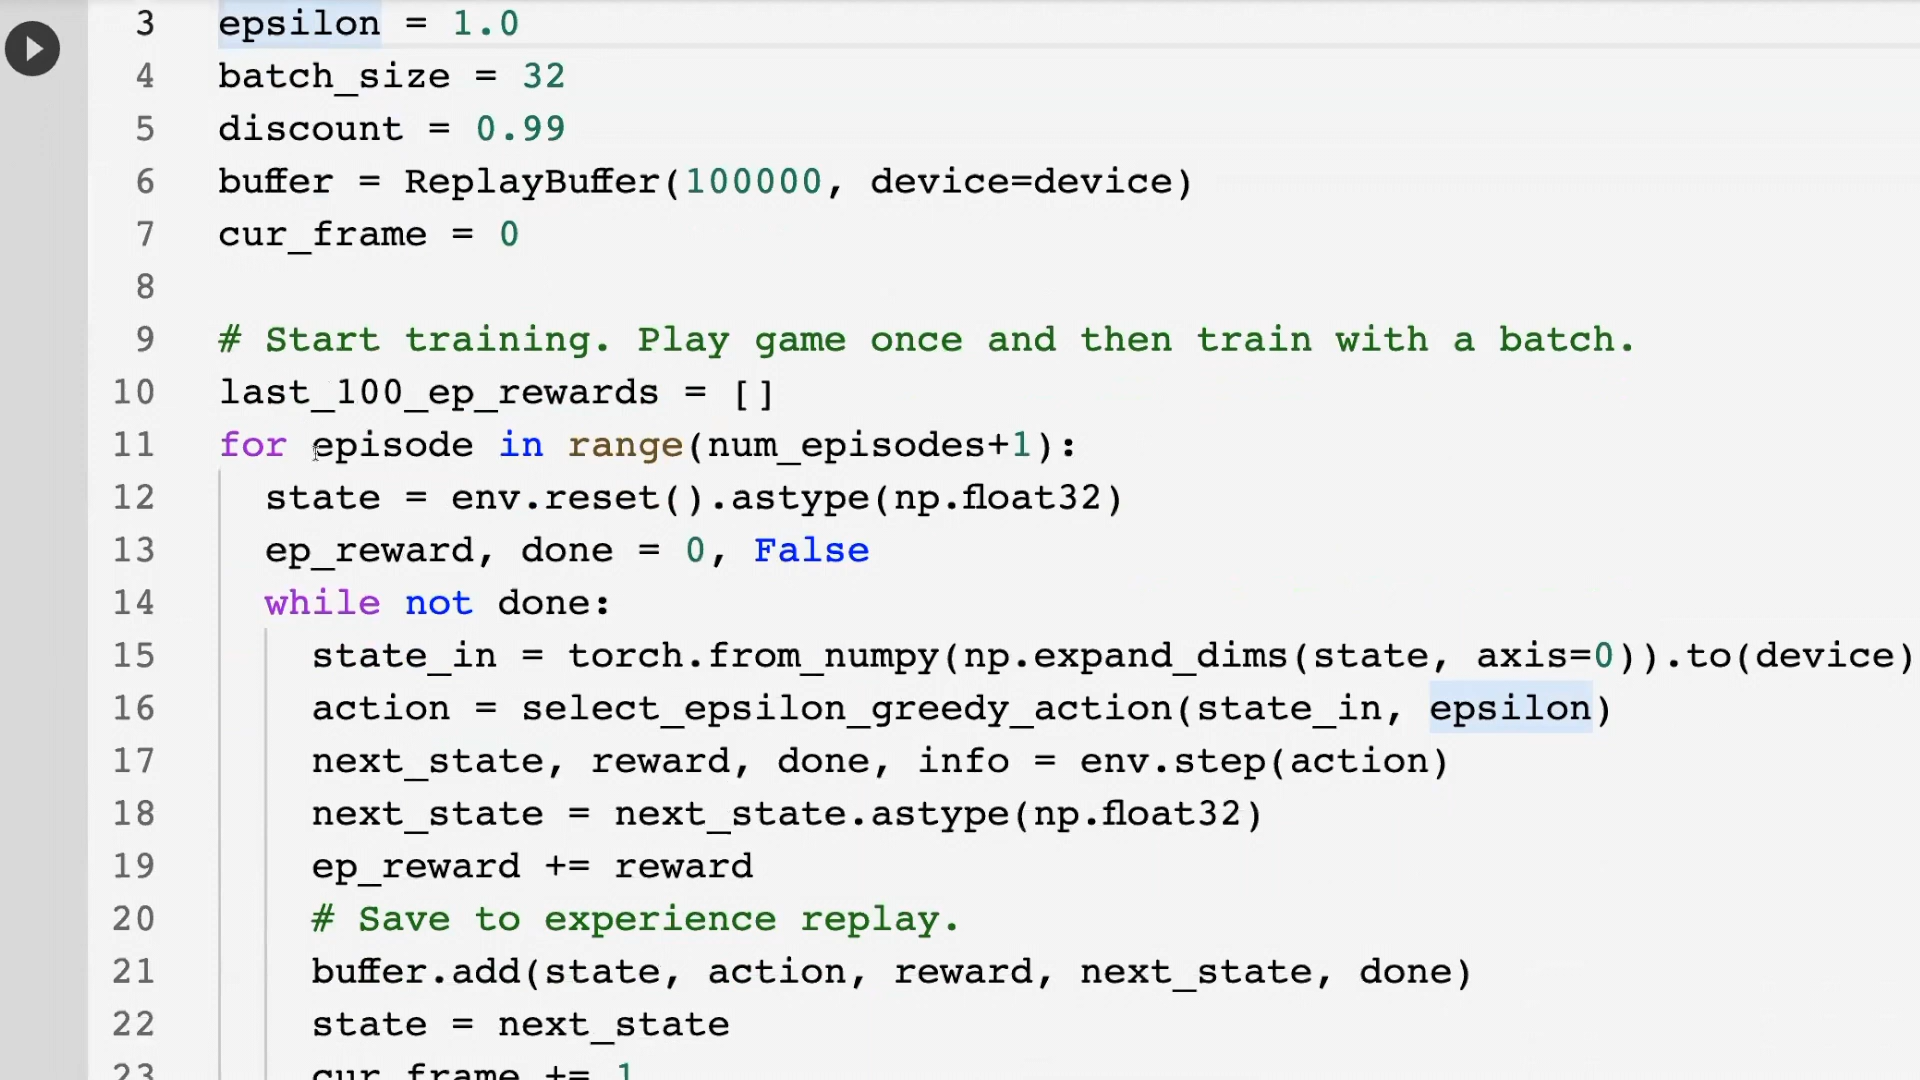 3 epsilon = 1.0
4 batch_size = 32
5 discount = 0.99
6 buffer = ReplayBuffer(100000, device=device)
7 cur_frame = 0
8
9 # Start training. Play game once and then train with a batch.
10 last_100_ep_rewards = []
11 for episode in range(num_episodes+1):
12 state = env.reset().astype(np.float32)
13 ep_reward, done = 0, False
14 while not done:
15 state_in = torch.from_numpy(np.expand_dims(state, axis=0)).to(device)
16 action = select_epsilon_greedy_action(state_in, epsilon)
17 next_state, reward, done, info = env.step(action)
18 next_state = next_state.astype(np.float32)
19 ep_reward += reward
20 # Save to experience replay.
21 buffer.add(state, action, reward, next_state, done)
22 state = next_state
23 cur_frame += 1